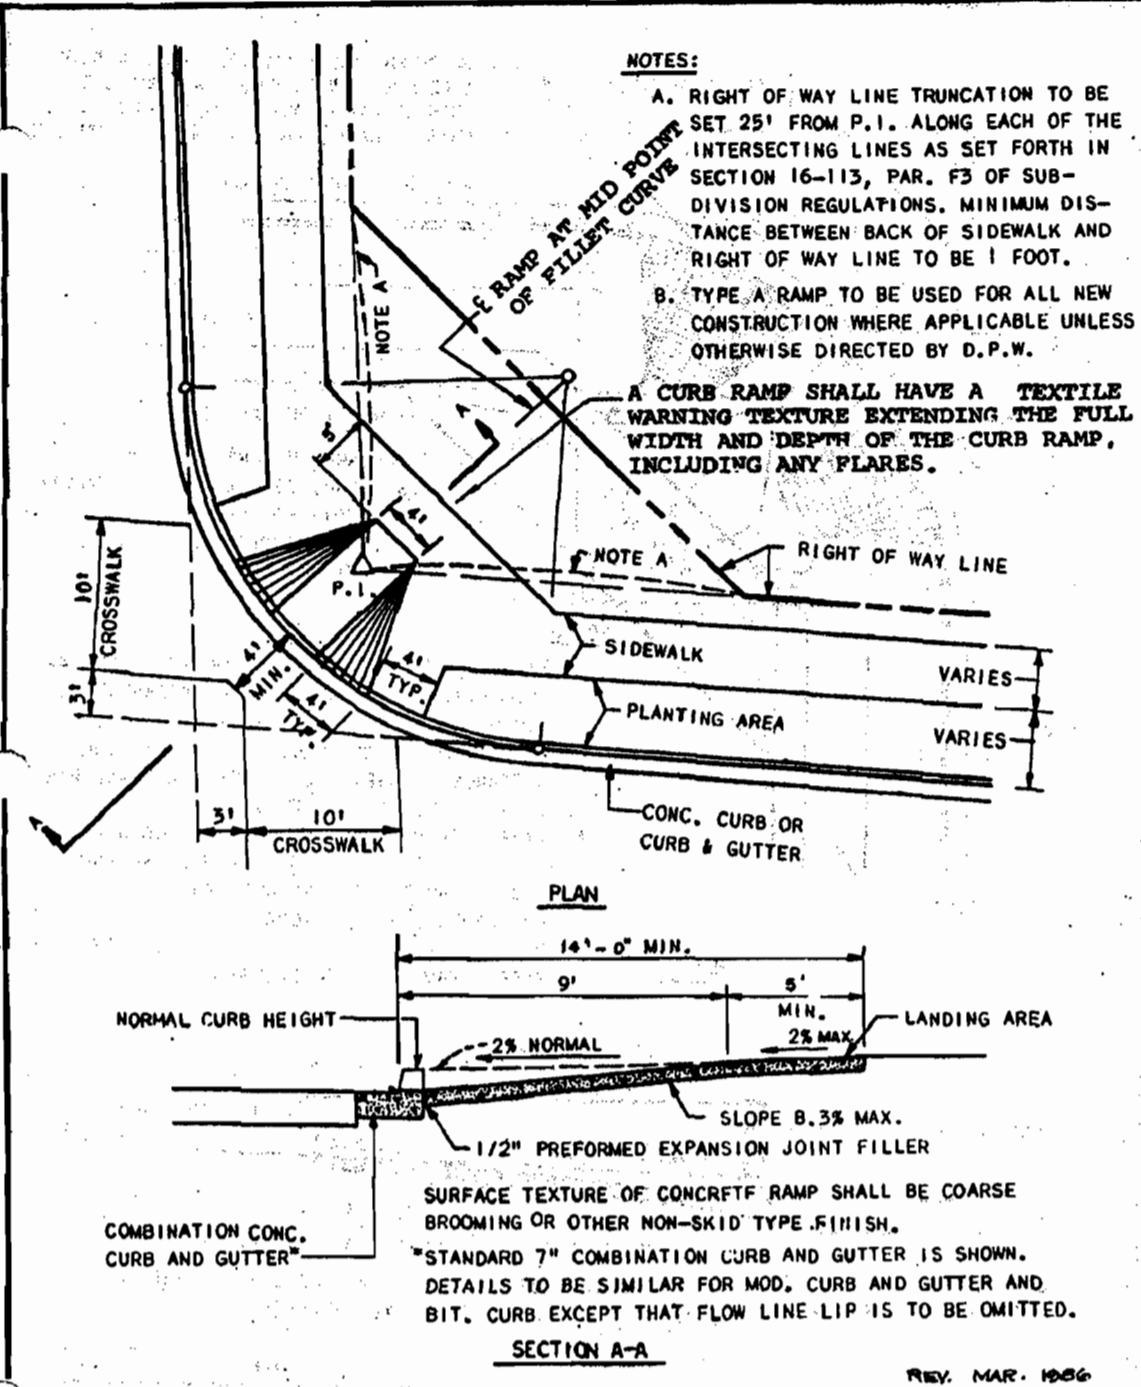 NOTES:
A. RIGHT OF WAY LINE TRUNCATION TO BE
SET 25' FROM P.I. ALONG EACH OF THE
INTERSECTING LINES AS SET FORTH IN
SECTION 16-113, PAR. F3 OF SUB-
DIVISION REGULATIONS. MINIMUM DIS-
TANCE BETWEEN BACK OF SIDEWALK AND
RIGHT OF WAY LINE TO BE 1 FOOT.
B. TYPE A RAMP TO BE USED FOR ALL NEW
CONSTRUCTION WHERE APPLICABLE UNLESS
OTHERWISE DIRECTED BY D.P.W.
A CURB RAMP SHALL HAVE A TEXTILE
WARNING TEXTURE EXTENDING THE FULL
WIDTH AND DEPTH OF THE CURB RAMP,
INCLUDING ANY FLARES.
℄ RAMP AT MID POINT
OF FILLET CURVE
NOTE A
A
5'
4'
NOTE A
RIGHT OF WAY LINE
P.I.
10'
CROSSWALK
3'
4'
MIN.
4'
TYP.
4'
TYP.
SIDEWALK
VARIES
PLANTING AREA
VARIES
A
3'
10'
CROSSWALK
CONC. CURB OR
CURB & GUTTER
PLAN
14'-0" MIN.
9'
5'
MIN.
NORMAL CURB HEIGHT
2% NORMAL
2% MAX.
LANDING AREA
SLOPE 8.3% MAX.
1/2" PREFORMED EXPANSION JOINT FILLER
COMBINATION CONC.
CURB AND GUTTER*
SURFACE TEXTURE OF CONCRETE RAMP SHALL BE COARSE
BROOMING OR OTHER NON-SKID TYPE FINISH.
*STANDARD 7" COMBINATION CURB AND GUTTER IS SHOWN.
DETAILS TO BE SIMILAR FOR MOD. CURB AND GUTTER AND
BIT. CURB EXCEPT THAT FLOW LINE LIP IS TO BE OMITTED.
SECTION A-A
REV. MAR. 1986